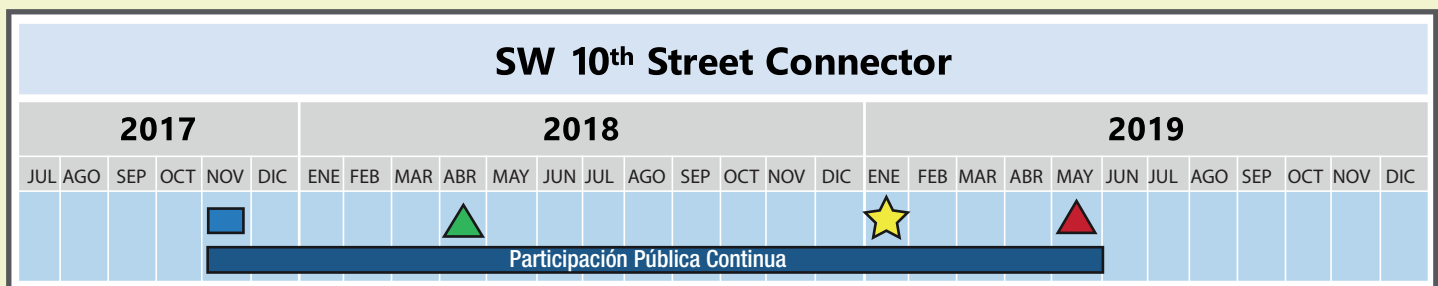 SW 10th Street Connector
2017 2018 2019
JUL AGO SEP OCT NOV DIC ENE FEB MAR ABR MAY JUN JUL AGO SEP OCT NOV DIC ENE FEB MAR ABR MAY JUN JUL AGO SEP OCT NOV DIC
Participación Pública Continua